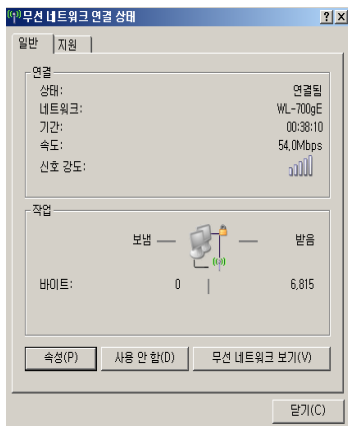 무선 네트워크 연결 상태
일반 지원
연결
상태: 연결됨
네트워크: WL-700gE
기간: 00:38:10
속도: 54,0Mbps
신호 강도:
작업
보냄 — — 받음
바이트: 0 | 6,815
속성(P) 사용 안 함(D) 무선 네트워크 보기(V)
닫기(C)